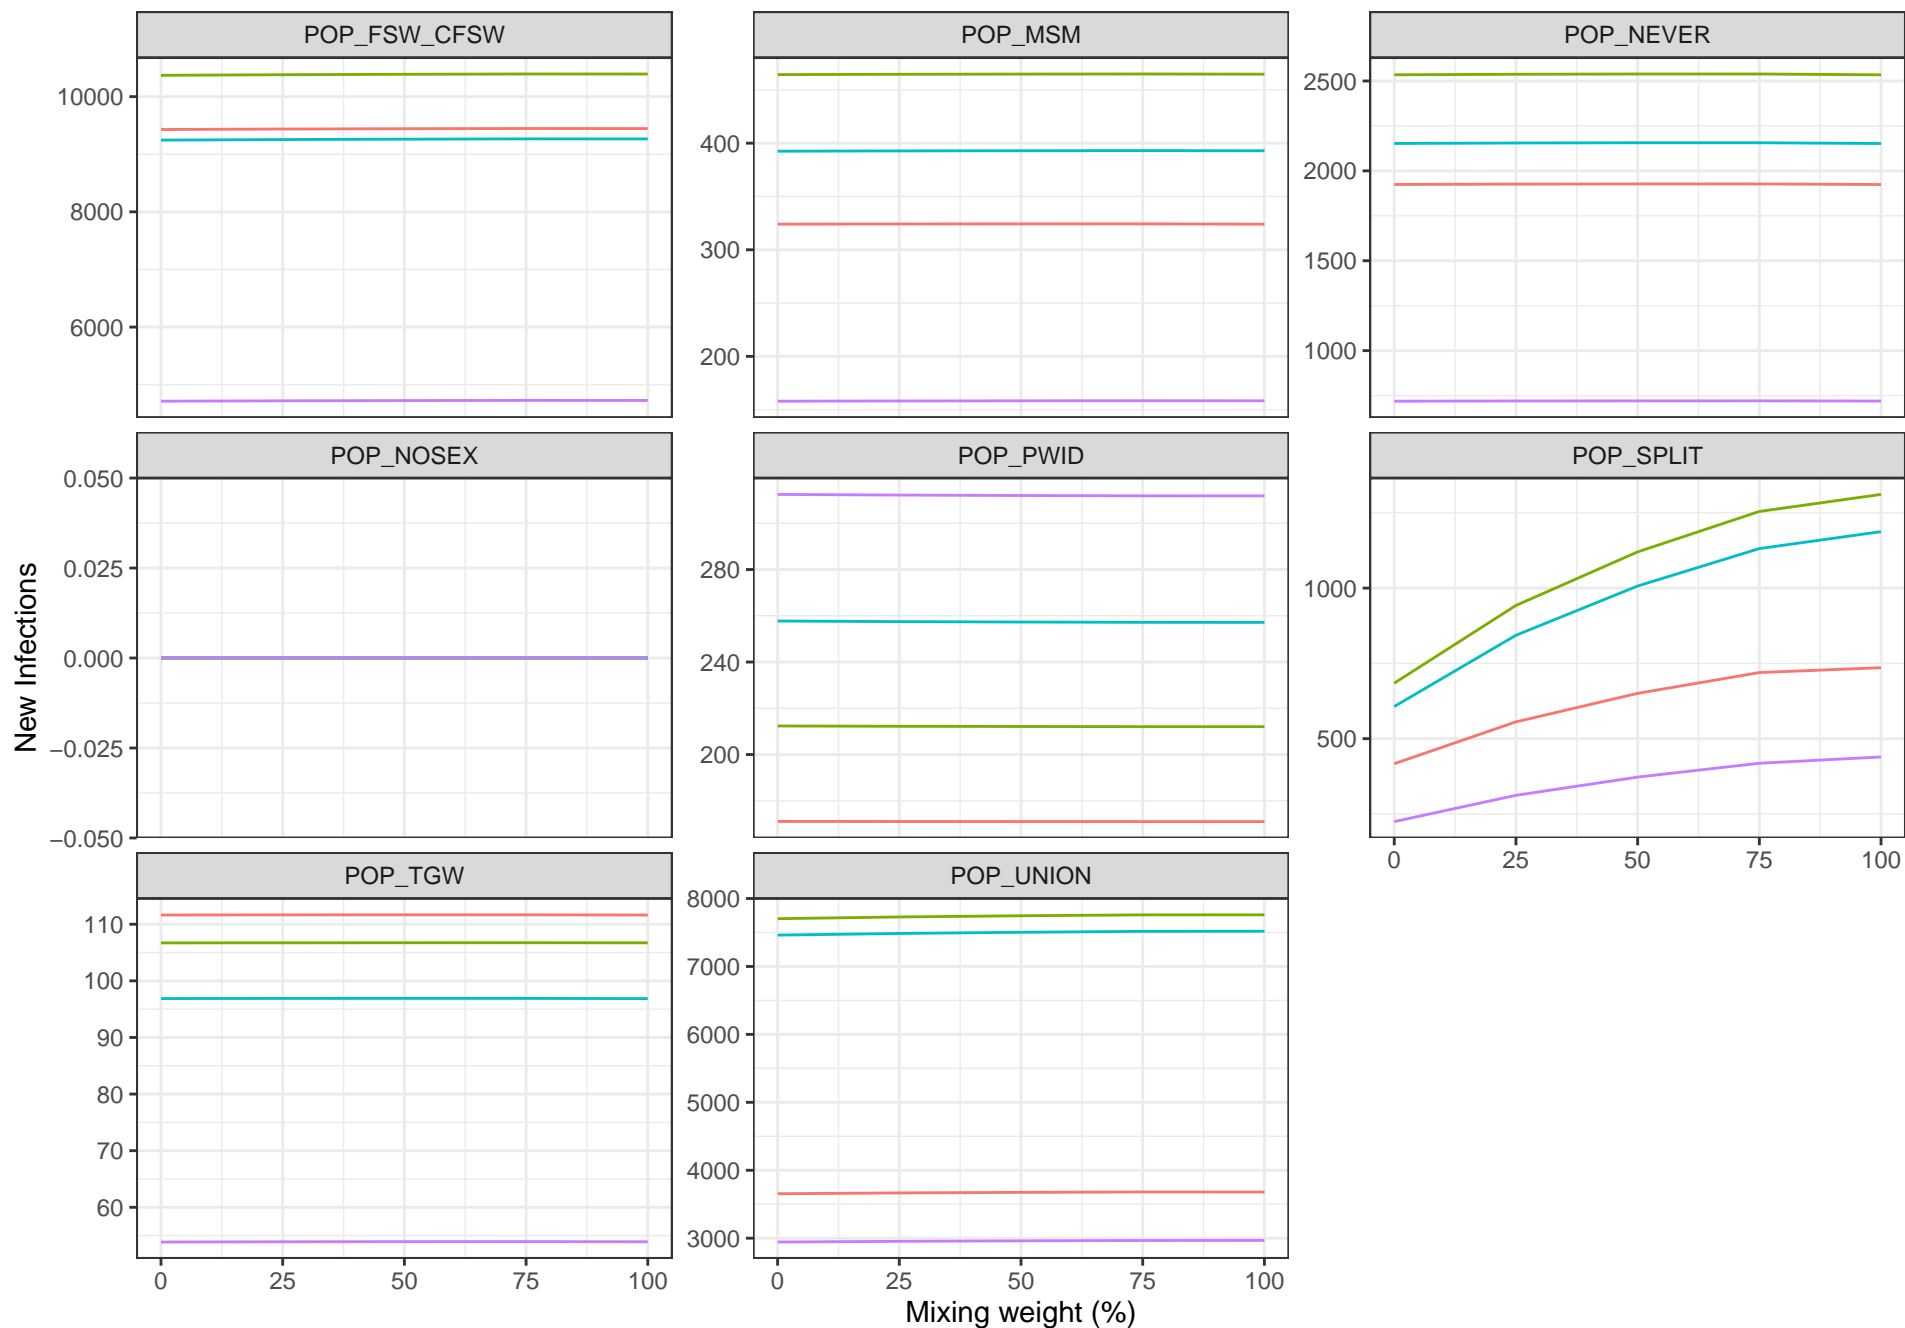 POP_FSW_CFSW
POP_MSM
POP_NEVER
10000
8000
6000
400
300
200
2500
2000
1500
1000
POP_NOSEX
POP_PWID
POP_SPLIT
0.050
0.025
0.000
−0.025
−0.050
280
240
200
1000
500
0 25 50 75 100
POP_TGW
POP_UNION
110
100
90
80
70
60
8000
7000
6000
5000
4000
3000
0 25 50 75 100
0 25 50 75 100
Mixing weight (%)
New Infections